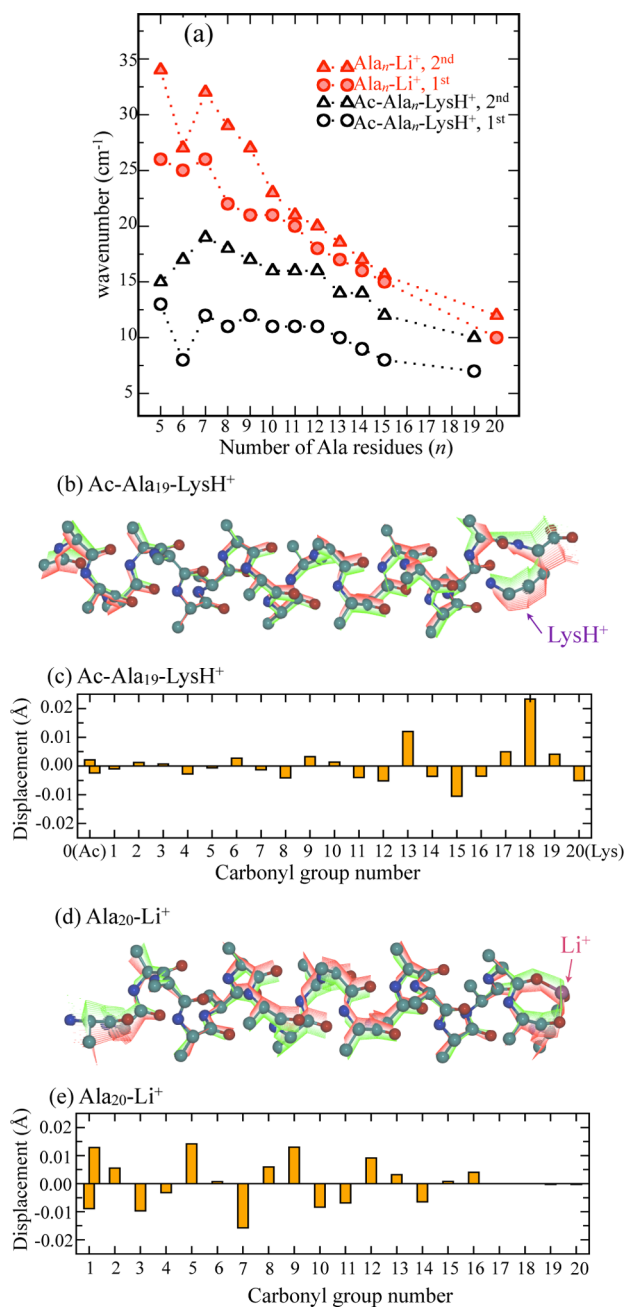 (a)
Alaₙ-Li⁺, 2ⁿᵈ
Alaₙ-Li⁺, 1ˢᵗ
Ac-Alaₙ-LysH⁺, 2ⁿᵈ
Ac-Alaₙ-LysH⁺, 1ˢᵗ
35
30
25
20
15
10
5
wavenumber (cm⁻¹)
5 6 7 8 9 10 11 12 13 14 15 19 20
Number of Ala residues (n)
(b) Ac-Ala₁₉-LysH⁺
LysH⁺
(c) Ac-Ala₁₉-LysH⁺
0.02
0.01
0.00
-0.01
-0.02
Displacement (Å)
0(Ac) 1 2 3 4 5 6 7 8 9 10 11 12 13 14 15 16 17 18 19 20(Lys)
Carbonyl group number
(d) Ala₂₀-Li⁺
Li⁺
(e) Ala₂₀-Li⁺
0.02
0.01
0.00
-0.01
-0.02
Displacement (Å)
1 2 3 4 5 6 7 8 9 10 11 12 13 14 15 16 17 18 19 20
Carbonyl group number